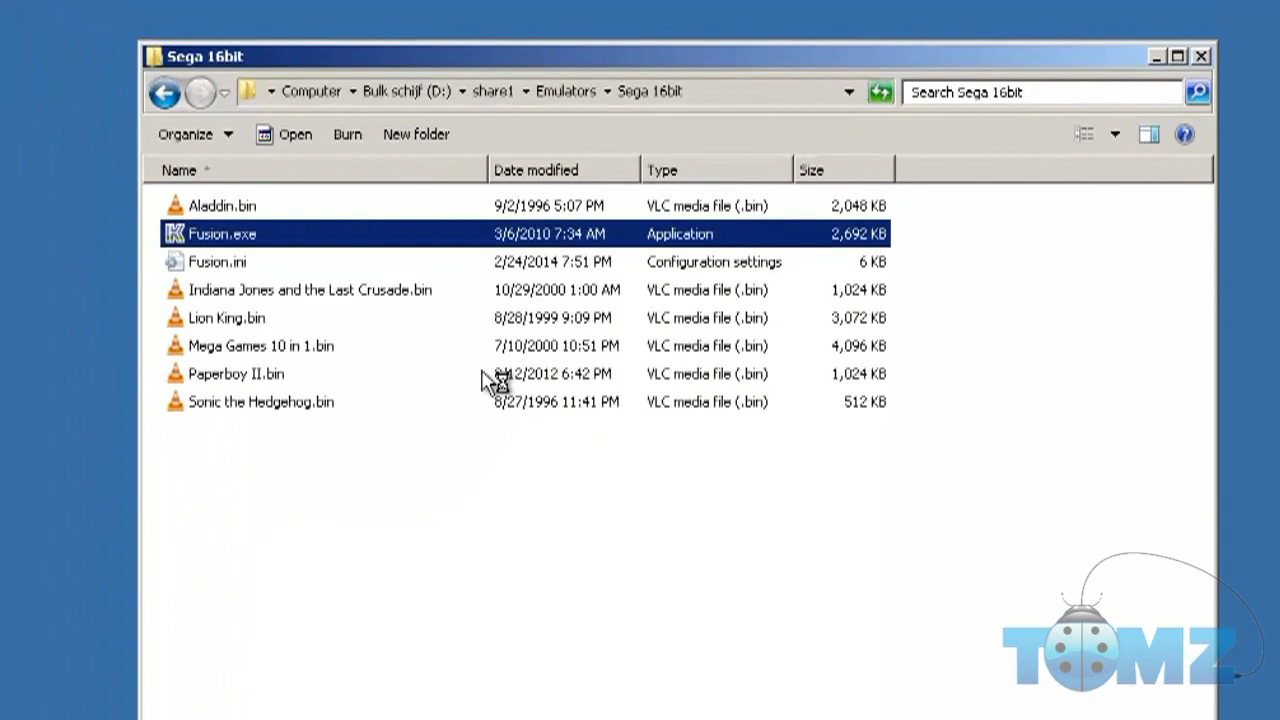 Sega 16bit
Computer Bulk schijf (D:) share1 Emulators Sega 16bit Search Sega 16bit
Organize Open Burn New folder
Name Date modified Type Size
Aladdin.bin 9/2/1996 5:07 PM VLC media file (.bin) 2,048 KB
Fusion.exe 3/6/2010 7:34 AM Application 2,692 KB
Fusion.ini 2/24/2014 7:51 PM Configuration settings 6 KB
Indiana Jones and the Last Crusade.bin 10/29/2000 1:00 AM VLC media file (.bin) 1,024 KB
Lion King.bin 8/28/1999 9:09 PM VLC media file (.bin) 3,072 KB
Mega Games 10 in 1.bin 7/10/2000 10:51 PM VLC media file (.bin) 4,096 KB
Paperboy II.bin 6:42 PM VLC media file (.bin) 1,024 KB
Sonic the Hedgehog.bin 8/27/1996 11:41 PM VLC media file (.bin) 512 KB
TOMZ